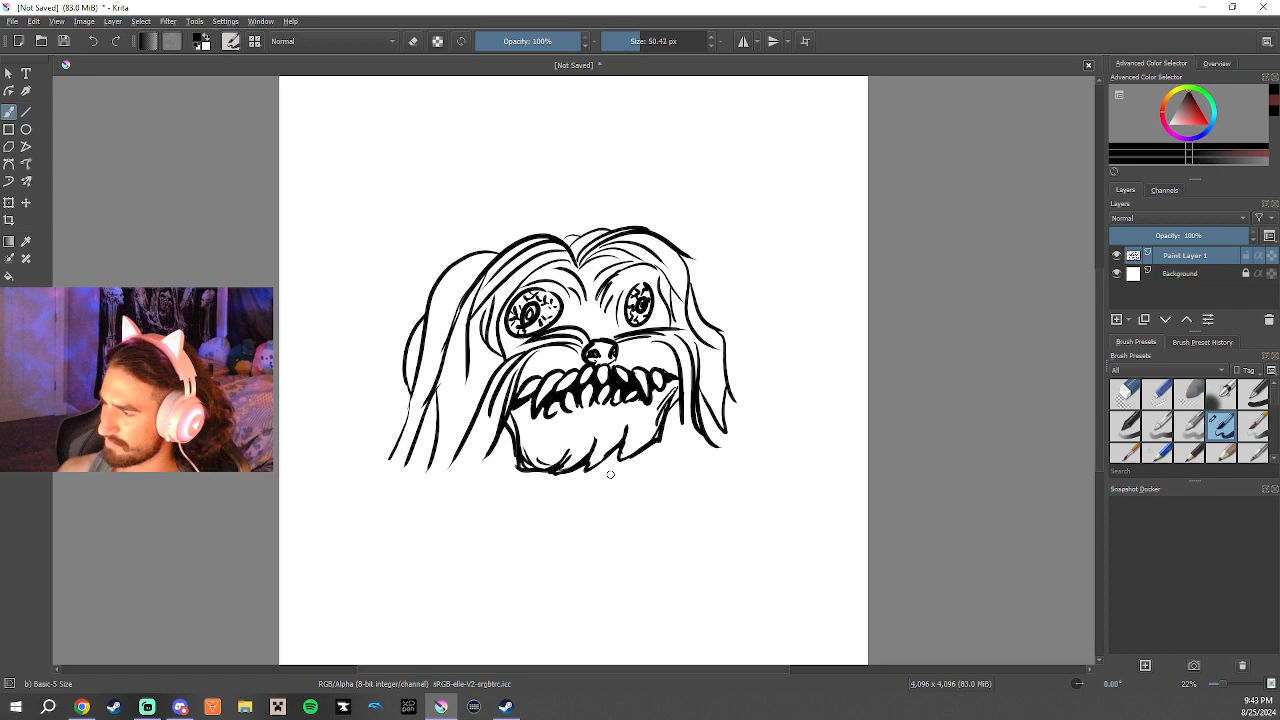 [Not Saved] (83.0 MiB) * - Krita
File Edit View Image Layer Select Filter Tools Settings Window Help
Normal
Opacity: 100%
Size: 50.42 px
[Not Saved] *
Advanced Color Selector Overview
Advanced Color Selector
Layers Channels
Layers
Normal
Opacity: 100%
Paint Layer 1
Background
Brush Presets Brush Preset History
Brush Presets
All
Tag
Search
Snapshot Docker
b) Basic-5 Size
RGB/Alpha (8-bit integer/channel) sRGB-elle-V2-srgbtrc.icc
4,096 x 4,096 (83.0 MiB)
0.00°
22%
9:43 PM
8/25/2024